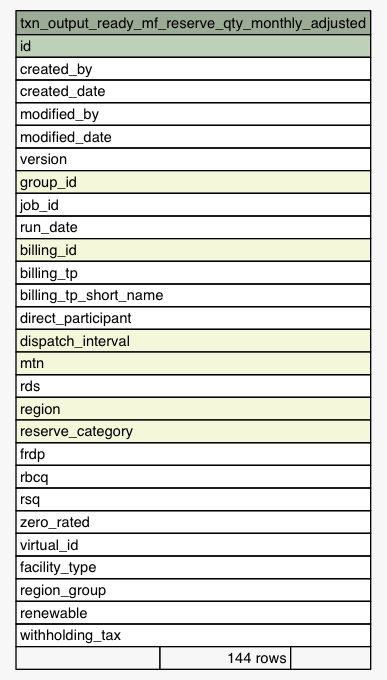 txn_output_ready_mf_reserve_qty_monthly_adjusted
id
created_by
created_date
modified_by
modified_date
version
group_id
job_id
run_date
billing_id
billing_tp
billing_tp_short_name
direct_participant
dispatch_interval
mtn
rds
region
reserve_category
frdp
rbcq
rsq
zero_rated
virtual_id
facility_type
region_group
renewable
withholding_tax
144 rows